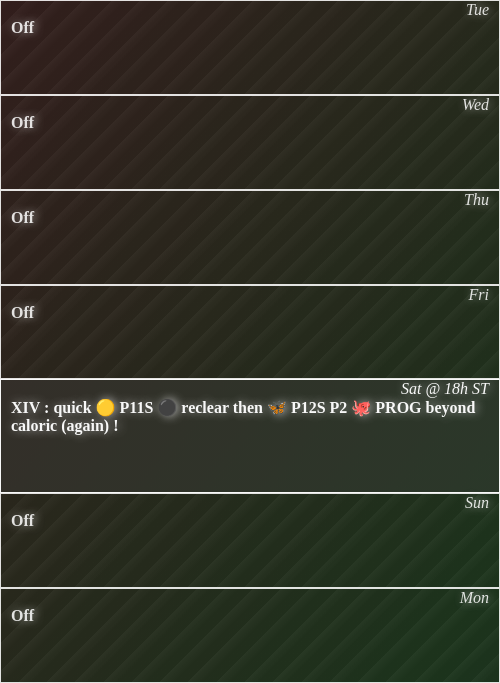 Tue
Off
Wed
Off
Thu
Off
Fri
Off
Sat @ 18h ST
XIV : quick 🟡 P11S ⚫ reclear then 🦋 P12S P2 🐙 PROG beyond
caloric (again) !
Sun
Off
Mon
Off